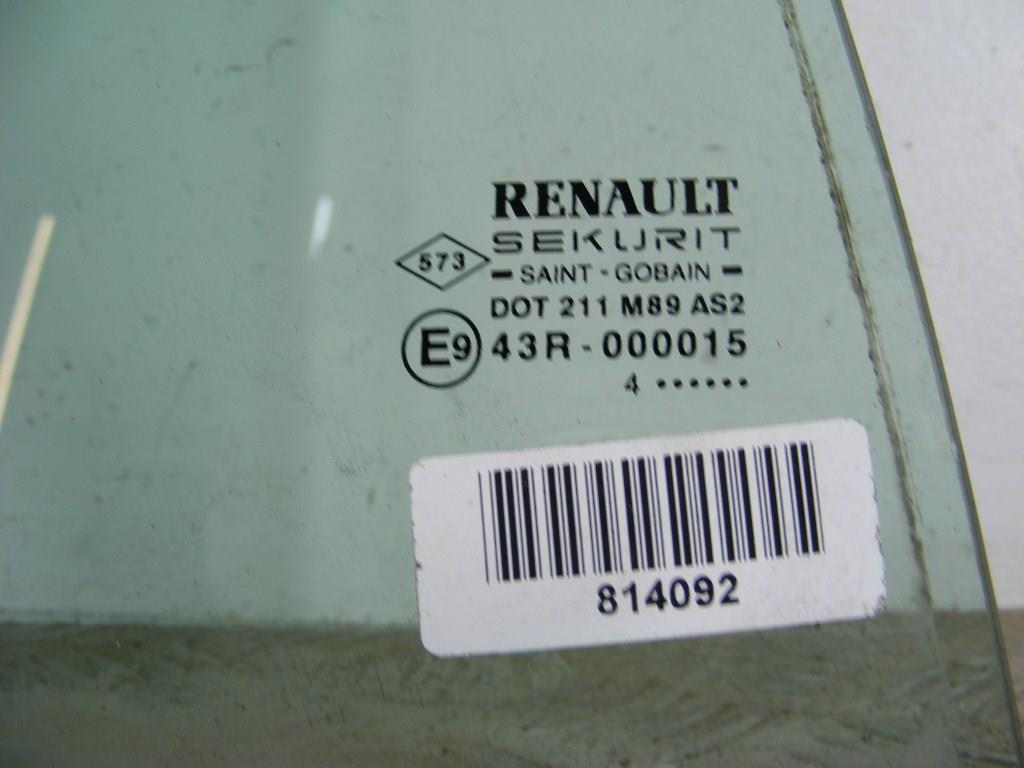 RENAULT
SEKURIT
573
SAINT - GOBAIN
DOT 211 M89 AS2
E9 43R - 000015
4 ••••••
814092